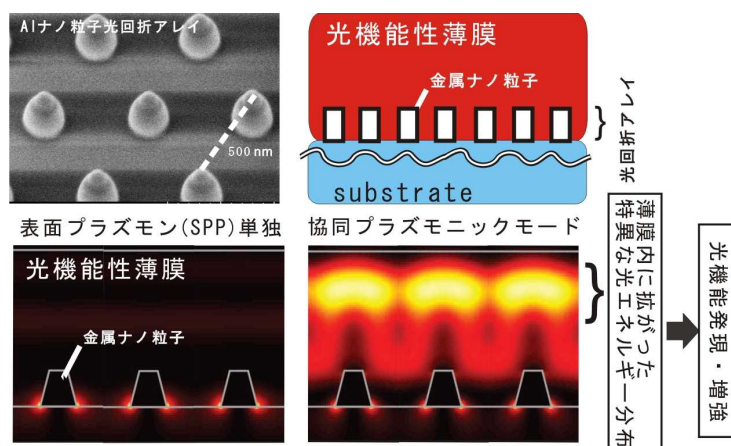 Alナノ粒子光回折アレイ
500 nm
光機能性薄膜
金属ナノ粒子
光回折アレイ
substrate
表面プラズモン(SPP)単独
協同プラズモニックモード
光機能性薄膜
金属ナノ粒子
薄膜内に拡がった
特異な光エネルギー分布
光機能発現・増強